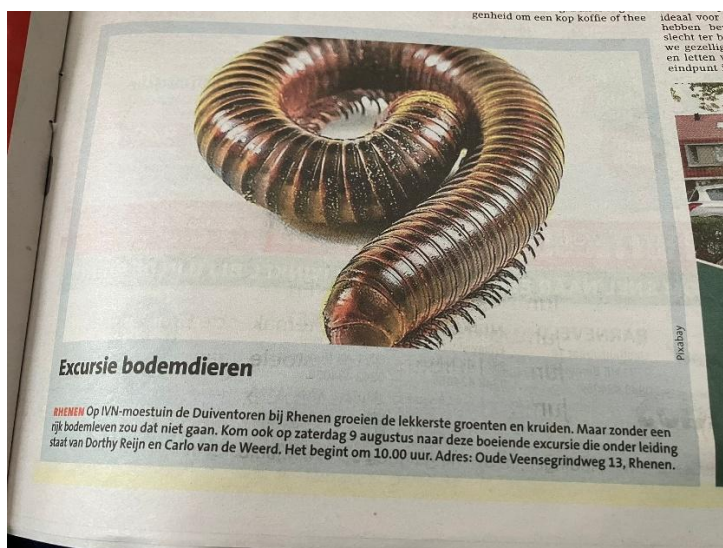 genheid om een kop koffie of thee
ideaal voor
hebben
slecht ter
we gezellig
en letten
eindpunt
Pixabay
Excursie bodemdieren
RHENEN Op IVN-moestuin de Duiventoren bij Rhenen groeien de lekkerste groenten en kruiden. Maar zonder een
rijk bodemleven zou dat niet gaan. Kom ook op zaterdag 9 augustus naar deze boeiende excursie die onder leiding
staat van Dorthy Reijn en Carlo van de Weerd. Het begint om 10.00 uur. Adres: Oude Veensegrindweg 13, Rhenen.